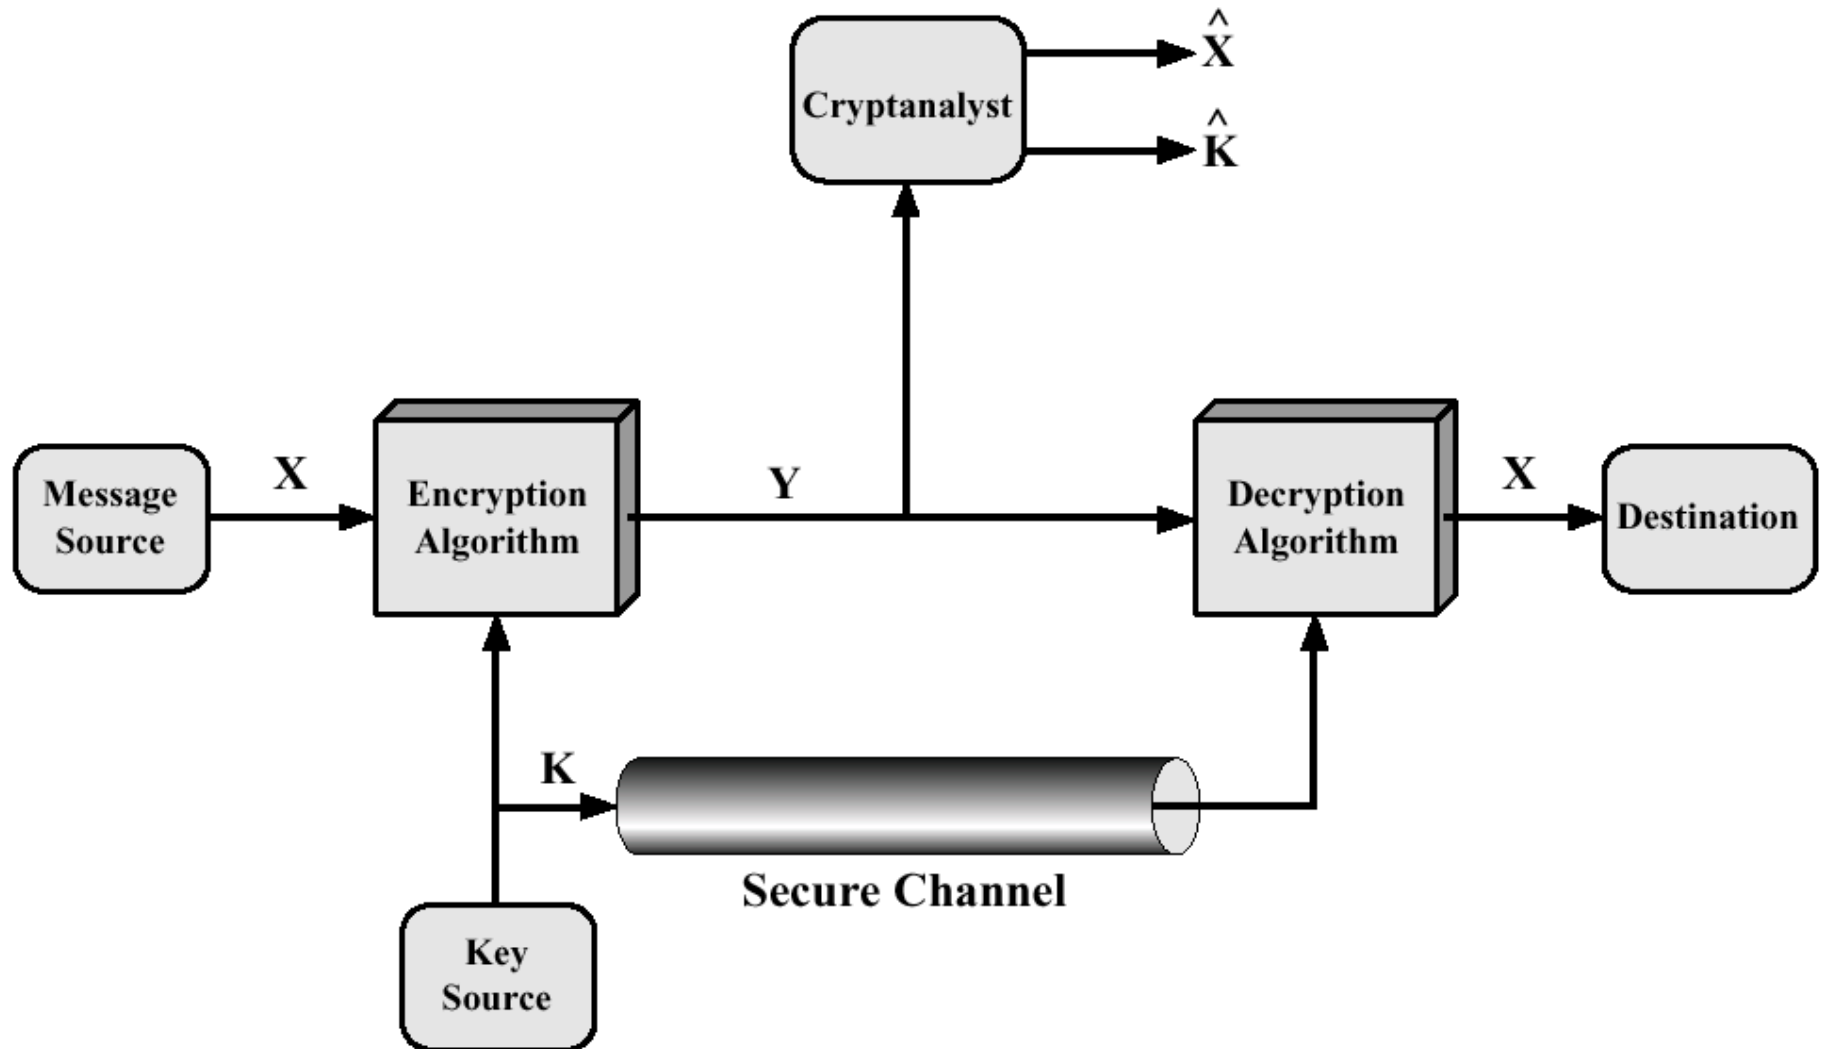 X̂
Cryptanalyst
K̂
X
Y
X
Message
Source
Encryption
Algorithm
Decryption
Algorithm
Destination
K
Secure Channel
Key
Source